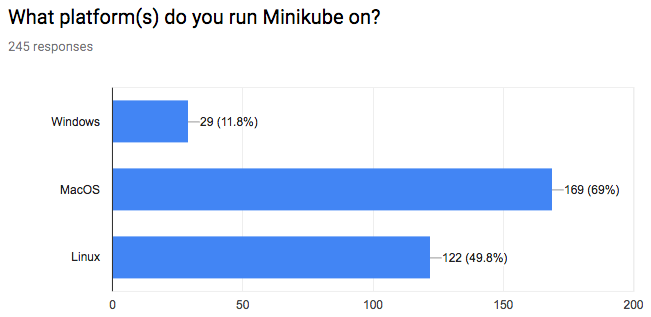 What platform(s) do you run Minikube on?
245 responses
Windows
29 (11.8%)
MacOS
169 (69%)
Linux
122 (49.8%)
0 50 100 150 200